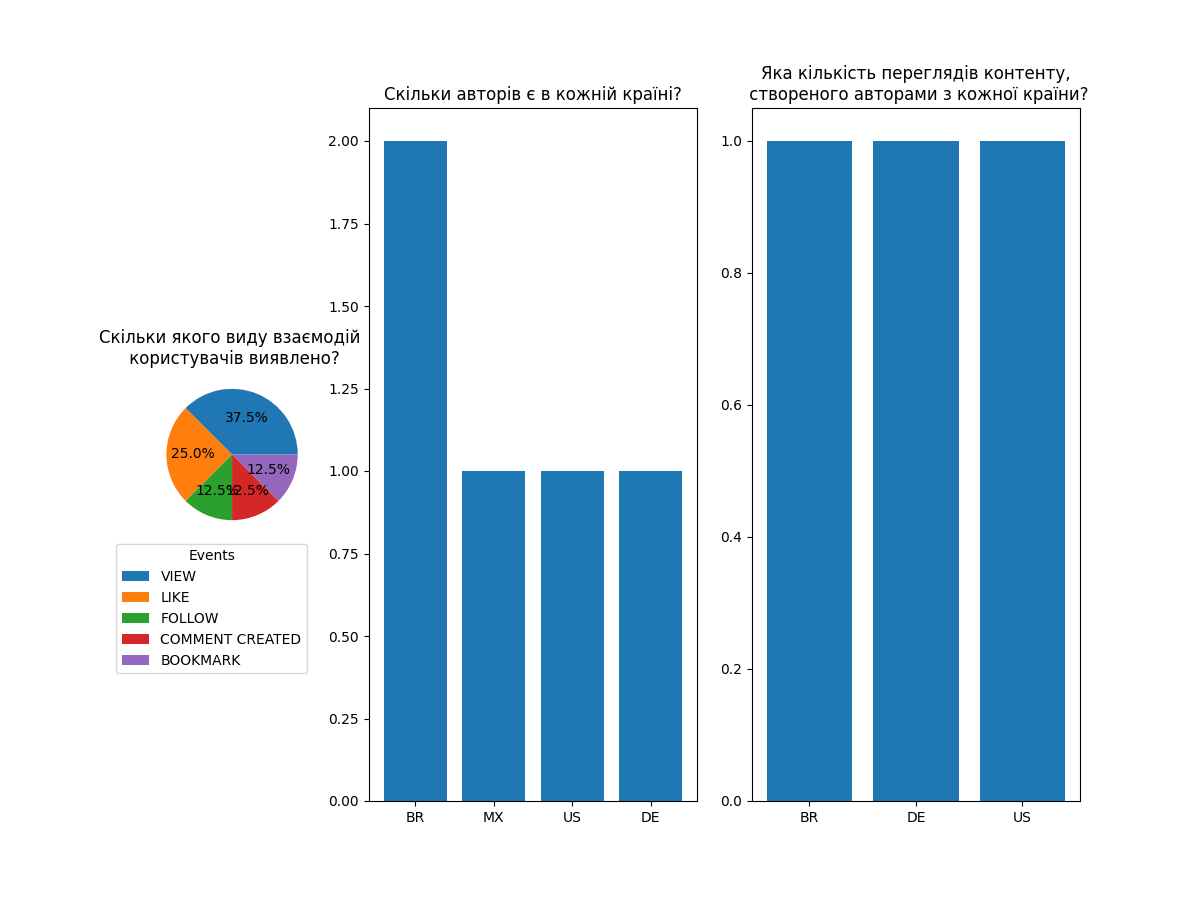 Скільки якого виду взаємодій
користувачів виявлено?
37.5%
25.0%
12.5%
12.5%
12.5%
Events
VIEW
LIKE
FOLLOW
COMMENT CREATED
BOOKMARK
Скільки авторів є в кожній країні?
2.00
1.75
1.50
1.25
1.00
0.75
0.50
0.25
0.00
BR MX US DE
Яка кількість переглядів контенту,
створеного авторами з кожної країни?
1.0
0.8
0.6
0.4
0.2
0.0
BR DE US